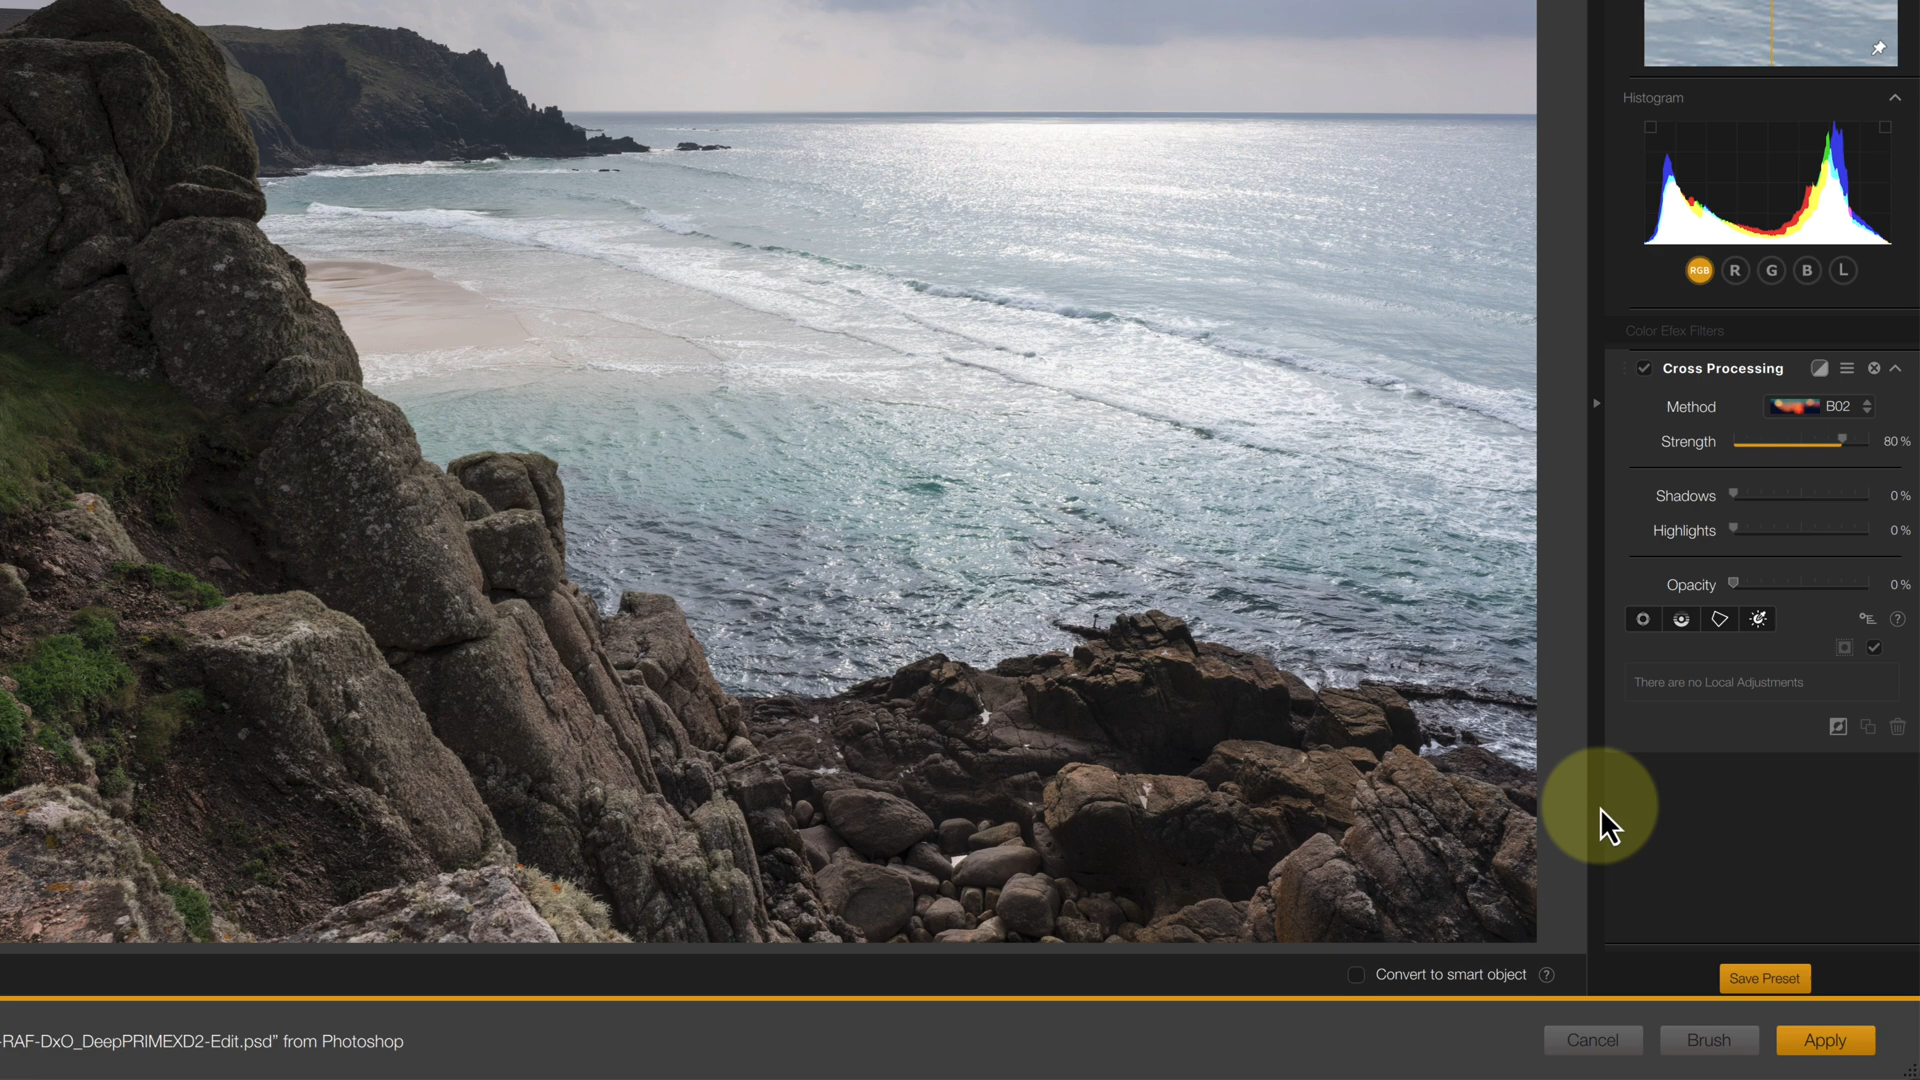 Histogram
RGB R G B L
Color Efex Filters
Cross Processing
Method B02
Strength 80 %
Shadows 0 %
Highlights 0 %
Opacity 0 %
?
There are no Local Adjustments
Convert to smart object ?
Save Preset
-RAF-DxO_DeepPRIMEXD2-Edit.psd" from Photoshop
Cancel Brush Apply